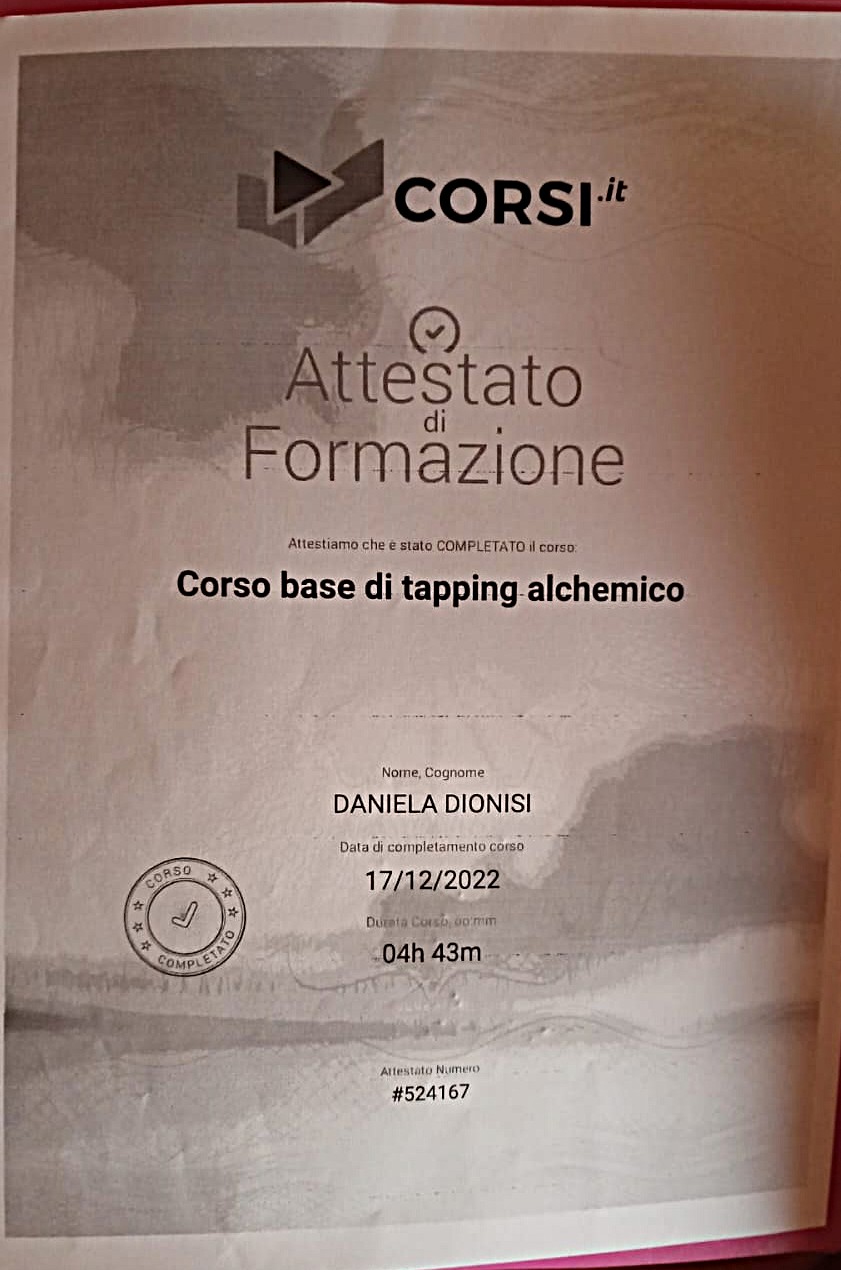 CORSI.it
Attestato
di
Formazione
Attestiamo che è stato COMPLETATO il corso:
Corso base di tapping alchemico
Nome, Cognome
DANIELA DIONISI
Data di completamento corso
17/12/2022
Durata Corso, oo:mm
04h 43m
CORSO
COMPLETATO
Attestato Numero
#524167